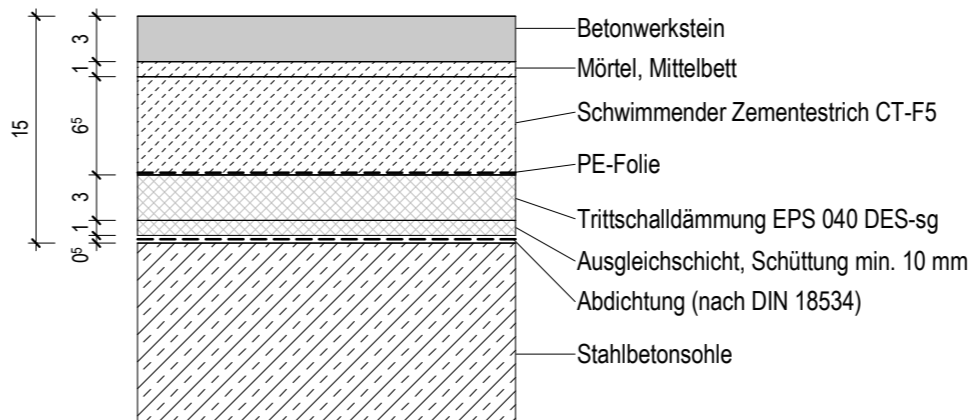 15
3
1
6⁵
3
1
0⁵
Betonwerkstein
Mörtel, Mittelbett
Schwimmender Zementestrich CT-F5
PE-Folie
Trittschalldämmung EPS 040 DES-sg
Ausgleichschicht, Schüttung min. 10 mm
Abdichtung (nach DIN 18534)
Stahlbetonsohle